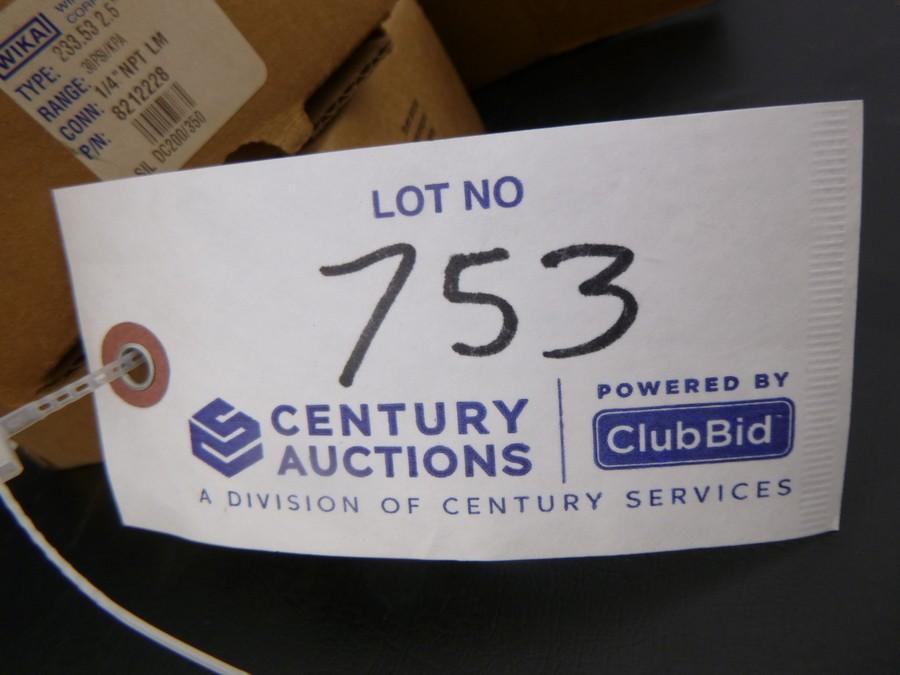 WIKAI
TYPE: 233.53 2.5"
RANGE: 30PSI/KPA
CONN: 1/4" NPT LM
P/N: 8212228
SIL DC200/350
LOT NO
753
CENTURY
AUCTIONS
POWERED BY
ClubBid
A DIVISION OF CENTURY SERVICES